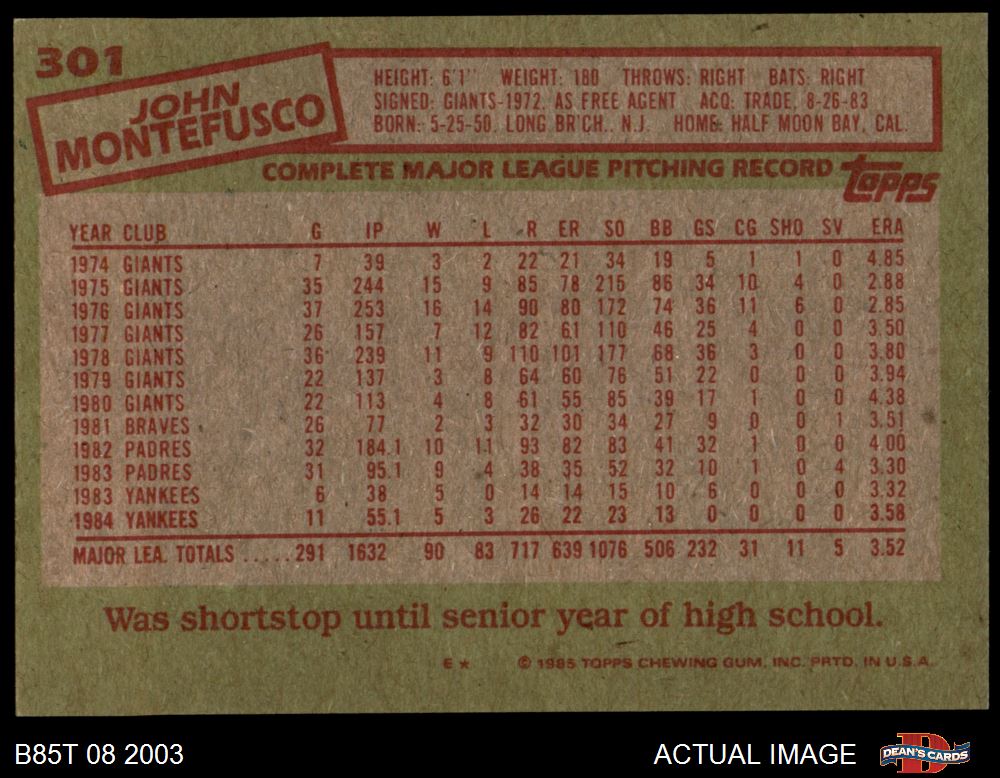 301
JOHN
MONTEFUSCO
HEIGHT: 6'1" WEIGHT: 180 THROWS: RIGHT BATS: RIGHT
SIGNED: GIANTS-1972, AS FREE AGENT ACQ: TRADE, 8-26-83
BORN: 5-25-50, LONG BR'CH., N.J. HOME: HALF MOON BAY, CAL.
COMPLETE MAJOR LEAGUE PITCHING RECORD topps
YEAR CLUB G IP W L R ER SO BB GS CG SHO SV ERA
1974 GIANTS 7 39 3 2 22 21 34 19 5 1 1 0 4.85
1975 GIANTS 35 244 15 9 85 78 215 86 34 10 4 0 2.88
1976 GIANTS 37 253 16 14 90 80 172 74 36 11 6 0 2.85
1977 GIANTS 26 157 7 12 82 61 110 46 25 4 0 0 3.50
1978 GIANTS 36 239 11 9 110 101 177 68 36 3 0 0 3.80
1979 GIANTS 22 137 3 8 64 60 76 51 22 0 0 0 3.94
1980 GIANTS 22 113 4 8 61 55 85 39 17 1 0 0 4.38
1981 BRAVES 26 77 2 3 32 30 34 27 9 0 0 1 3.51
1982 PADRES 32 184.1 10 11 93 82 83 41 32 1 0 0 4.00
1983 PADRES 31 95.1 9 4 38 35 52 32 10 1 0 4 3.30
1983 YANKEES 6 38 5 0 14 14 15 10 6 0 0 0 3.32
1984 YANKEES 11 55.1 5 3 26 22 23 13 0 0 0 0 3.58
MAJOR LEA. TOTALS .....291 1632 90 83 717 639 1076 506 232 31 11 5 3.52
Was shortstop until senior year of high school.
E★ © 1985 TOPPS CHEWING GUM, INC. PRTD. IN U.S.A.
B85T 08 2003 ACTUAL IMAGE DEAN'S CARDS